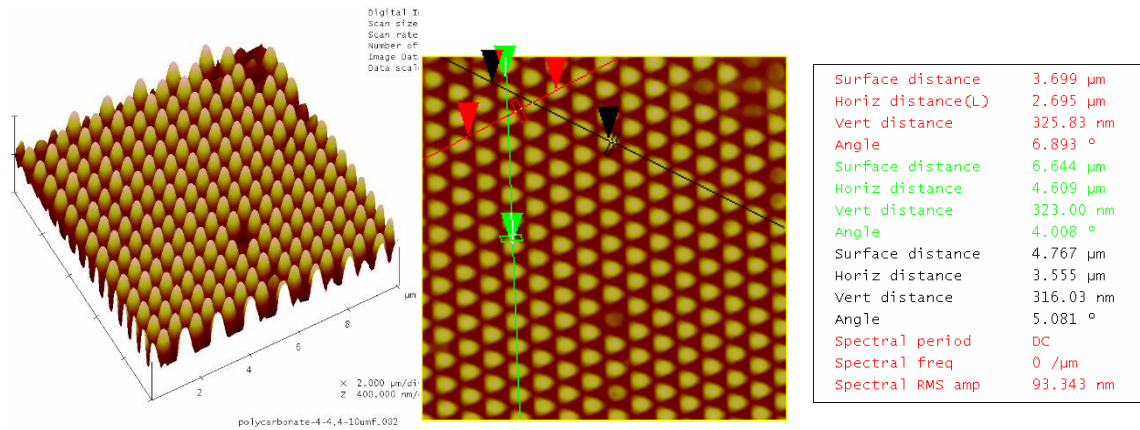 Digital
Scan size
Scan rate
Number of
Image Dat
Data scal
μm
8
6
4
2
X 2.000 μm/di
Z 400.000 nm/
polycarbonate-4-4,4-10umf.002
Surface distance 3.699 μm
Horiz distance(L) 2.695 μm
Vert distance 325.83 nm
Angle 6.893 °
Surface distance 6.644 μm
Horiz distance 4.609 μm
Vert distance 323.00 nm
Angle 4.008 °
Surface distance 4.767 μm
Horiz distance 3.555 μm
Vert distance 316.03 nm
Angle 5.081 °
Spectral period DC
Spectral freq 0 /μm
Spectral RMS amp 93.343 nm